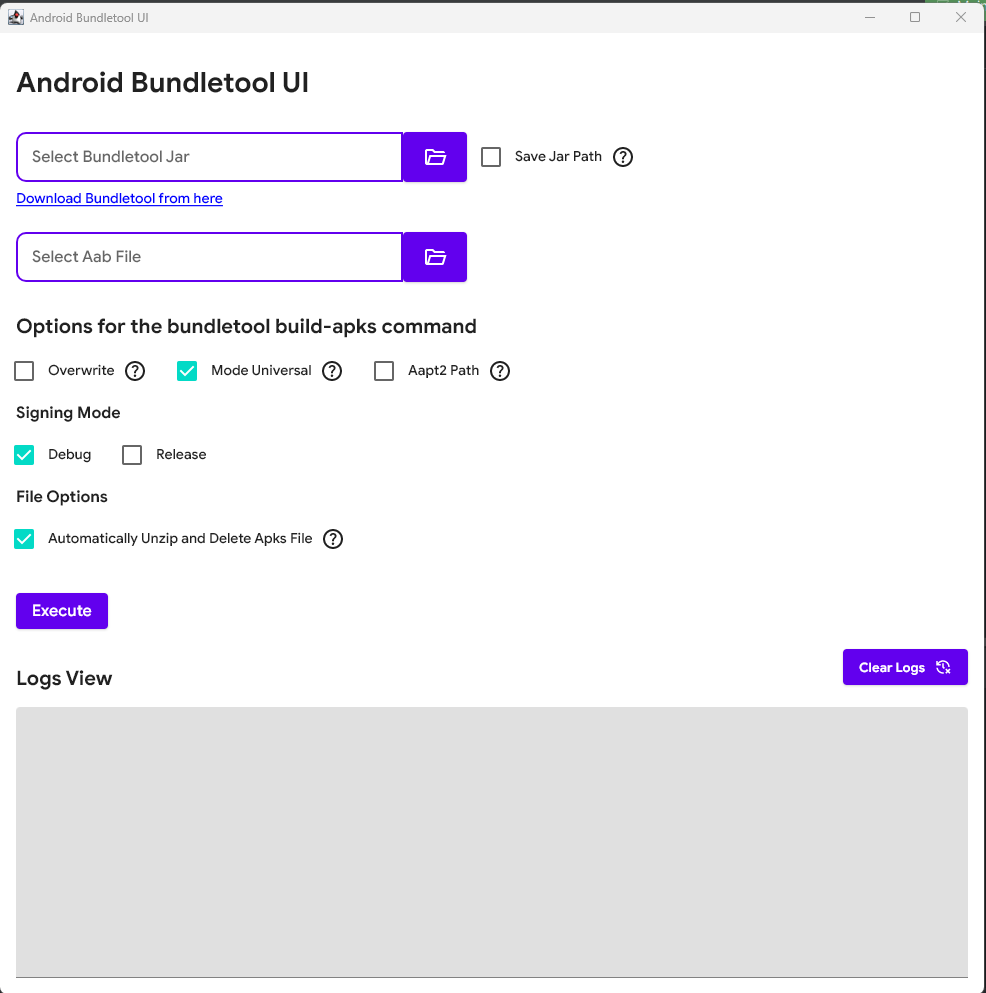 Android Bundletool UI
Android Bundletool UI
Select Bundletool Jar
Save Jar Path
Download Bundletool from here
Select Aab File
Options for the bundletool build-apks command
Overwrite Mode Universal Aapt2 Path
Signing Mode
Debug Release
File Options
Automatically Unzip and Delete Apks File
Execute
Clear Logs
Logs View